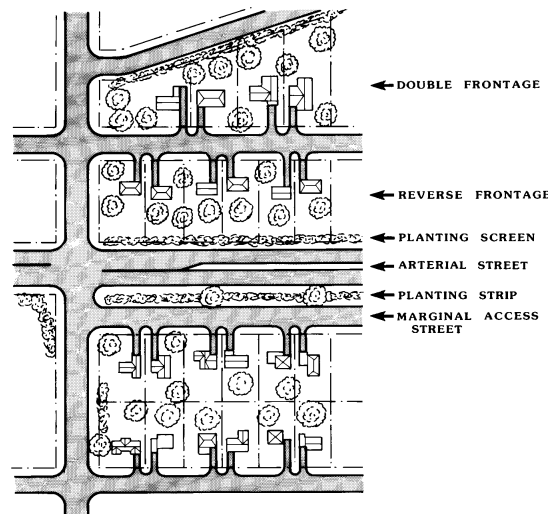 DOUBLE FRONTAGE
REVERSE FRONTAGE
PLANTING SCREEN
ARTERIAL STREET
PLANTING STRIP
MARGINAL ACCESS
STREET